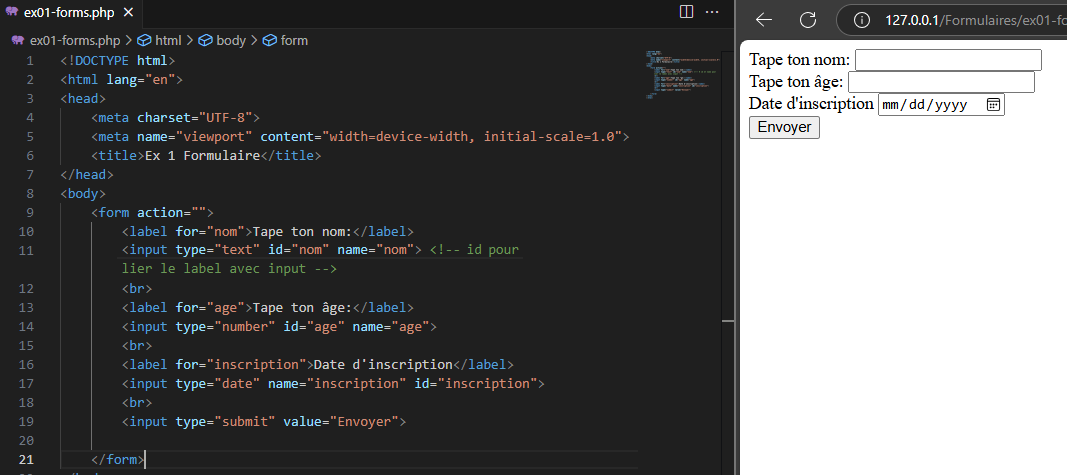 ex01-forms.php
ex01-forms.php > html > body > form
1 <!DOCTYPE html>
2 <html lang="en">
3 <head>
4 <meta charset="UTF-8">
5 <meta name="viewport" content="width=device-width, initial-scale=1.0">
6 <title>Ex 1 Formulaire</title>
7 </head>
8 <body>
9 <form action="">
10 <label for="nom">Tape ton nom:</label>
11 <input type="text" id="nom" name="nom"> <!-- id pour
lier le label avec input -->
12 <br>
13 <label for="age">Tape ton âge:</label>
14 <input type="number" id="age" name="age">
15 <br>
16 <label for="inscription">Date d'inscription</label>
17 <input type="date" name="inscription" id="inscription">
18 <br>
19 <input type="submit" value="Envoyer">
20
21 </form>
127.0.0.1/Formulaires/ex01-fo
Tape ton nom:
Tape ton âge:
Date d'inscription mm/dd/yyyy
Envoyer